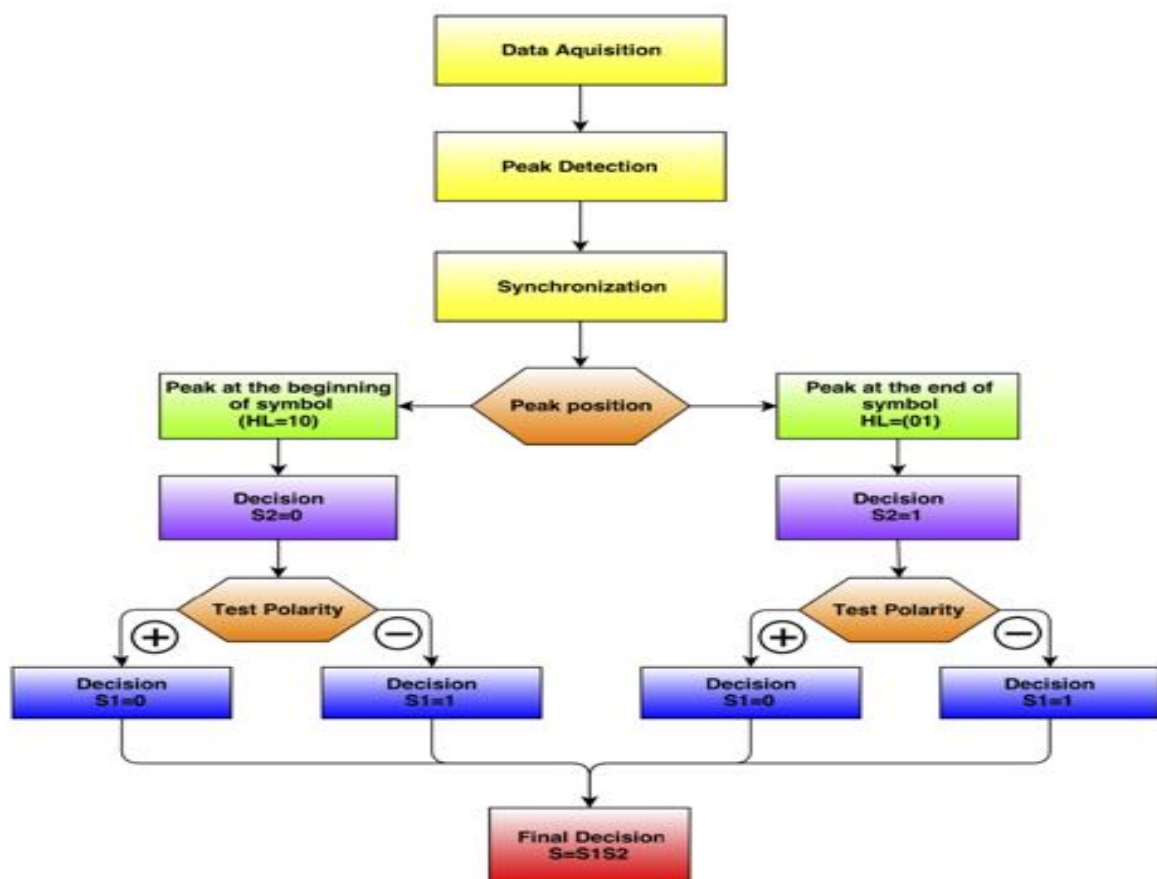 Data Aquisition
Peak Detection
Synchronization
Peak at the beginning
of symbol
(HL=10)
Peak position
Peak at the end of
symbol
HL=(01)
Decision
S2=0
Decision
S2=1
Test Polarity
Test Polarity
+
−
+
−
Decision
S1=0
Decision
S1=1
Decision
S1=0
Decision
S1=1
Final Decision
S=S1S2